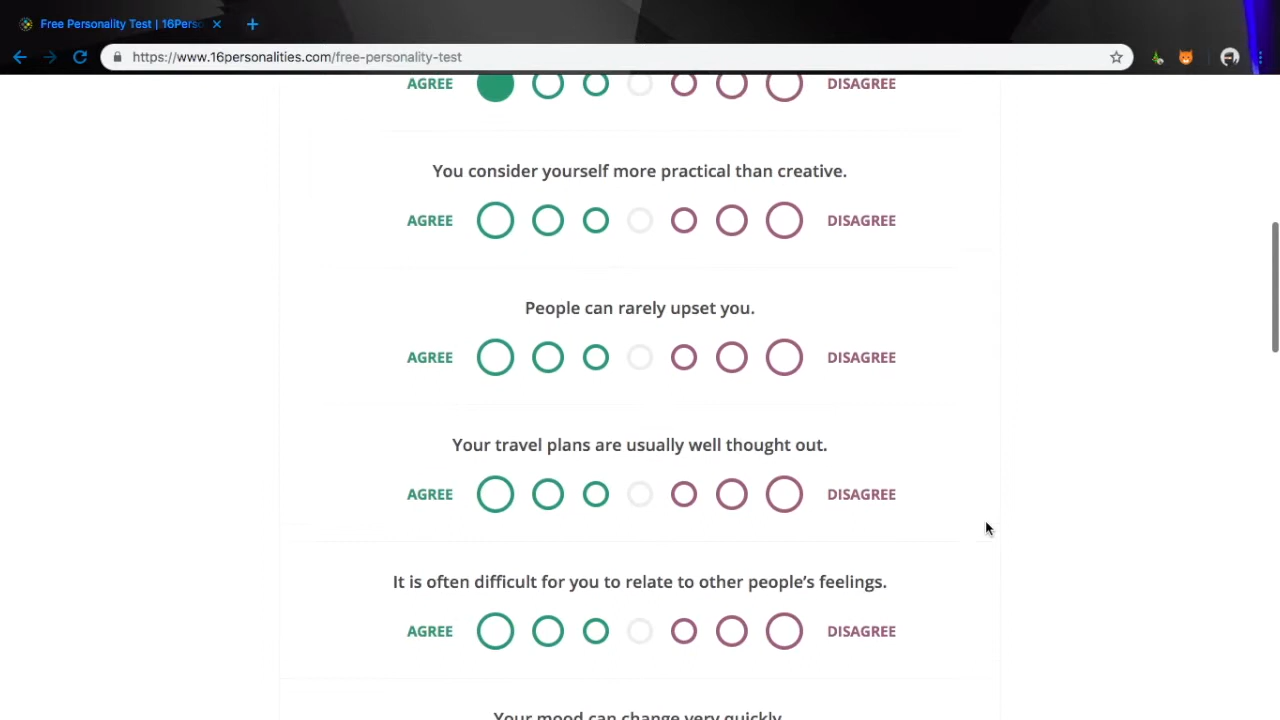 Free Personality Test | 16Perso
https://www.16personalities.com/free-personality-test
AGREE DISAGREE
You consider yourself more practical than creative.
AGREE DISAGREE
People can rarely upset you.
AGREE DISAGREE
Your travel plans are usually well thought out.
AGREE DISAGREE
It is often difficult for you to relate to other people’s feelings.
AGREE DISAGREE
Your mood can change very quickly.